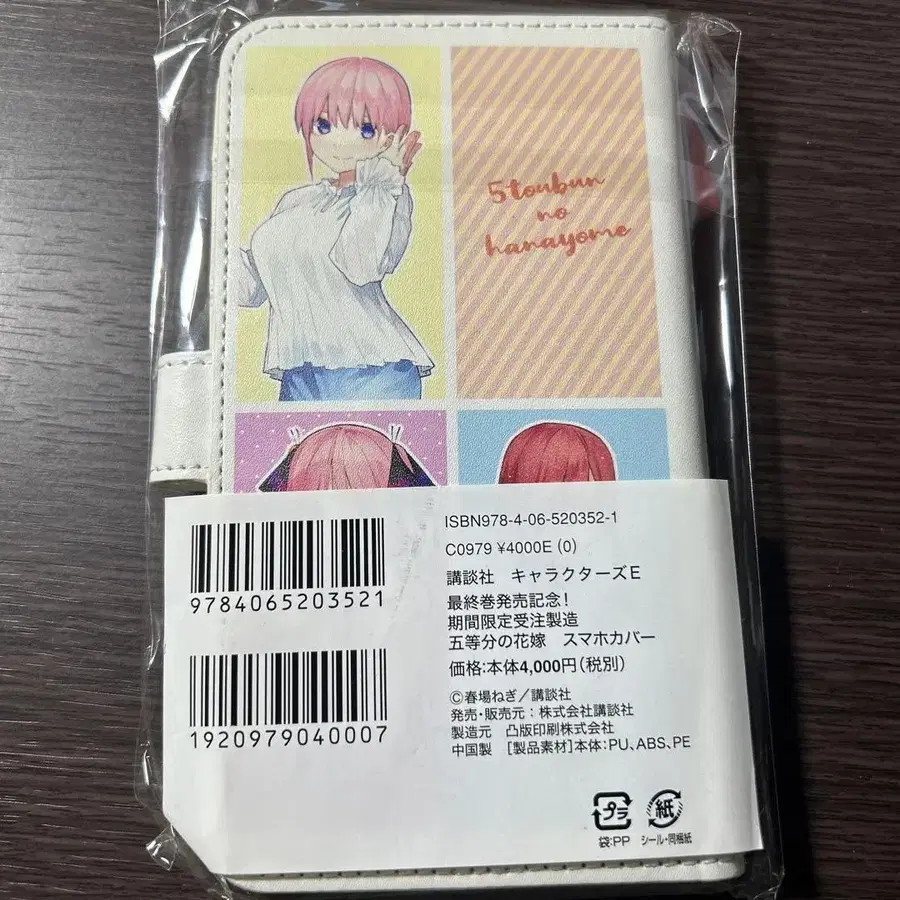 5toubun
no
hanayome
ISBN978-4-06-520352-1
C0979 ¥4000E (0)
講談社 キャラクターズE
最終巻発売記念!
期間限定受注製造
五等分の花嫁 スマホカバー
価格:本体4,000円(税別)
©春場ねぎ/講談社
発売・販売元:株式会社講談社
製造元 凸版印刷株式会社
中国製 [製品素材]本体:PU、ABS、PE
9784065203521
1920979040007
プラ
紙
袋:PP
シール・同梱紙